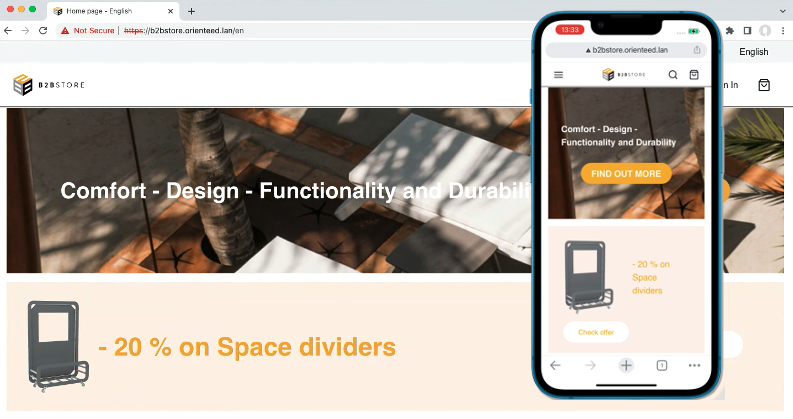 Home page - English
Not Secure
https://b2bstore.orienteed.lan/en
English
B2BSTORE
n In
Comfort - Design - Functionality and Durabili
- 20 % on Space dividers
13:33
b2bstore.orienteed.lan
B2BSTORE
Comfort - Design -
Functionality and Durability
FIND OUT MORE
- 20 % on
Space
dividers
Check offer
1